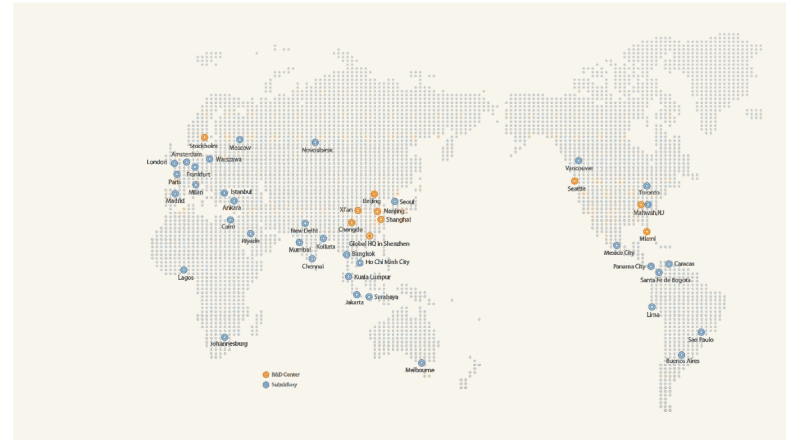 Stockholm
Moscow
Novosibirsk
Amsterdam
London
Warszawa
Frankfurt
Paris
Milan
Madrid
Istanbul
Ankara
Cairo
Riyadh
Lagos
Johannesburg
New Delhi
Mumbai
Kolkata
Chennai
Beijing
Seoul
Xi'an
Nanjing
Shanghai
Chengdu
Global HQ in Shenzhen
Bangkok
Ho Chi Minh City
Kuala Lumpur
Jakarta
Surabaya
Melbourne
Vancouver
Seattle
Toronto
Mahwah,NJ
Miami
Mexico City
Panama City
Caracas
Santa Fe de Bogota
Lima
Sao Paulo
Buenos Aires
R&D Center
Subsidiary